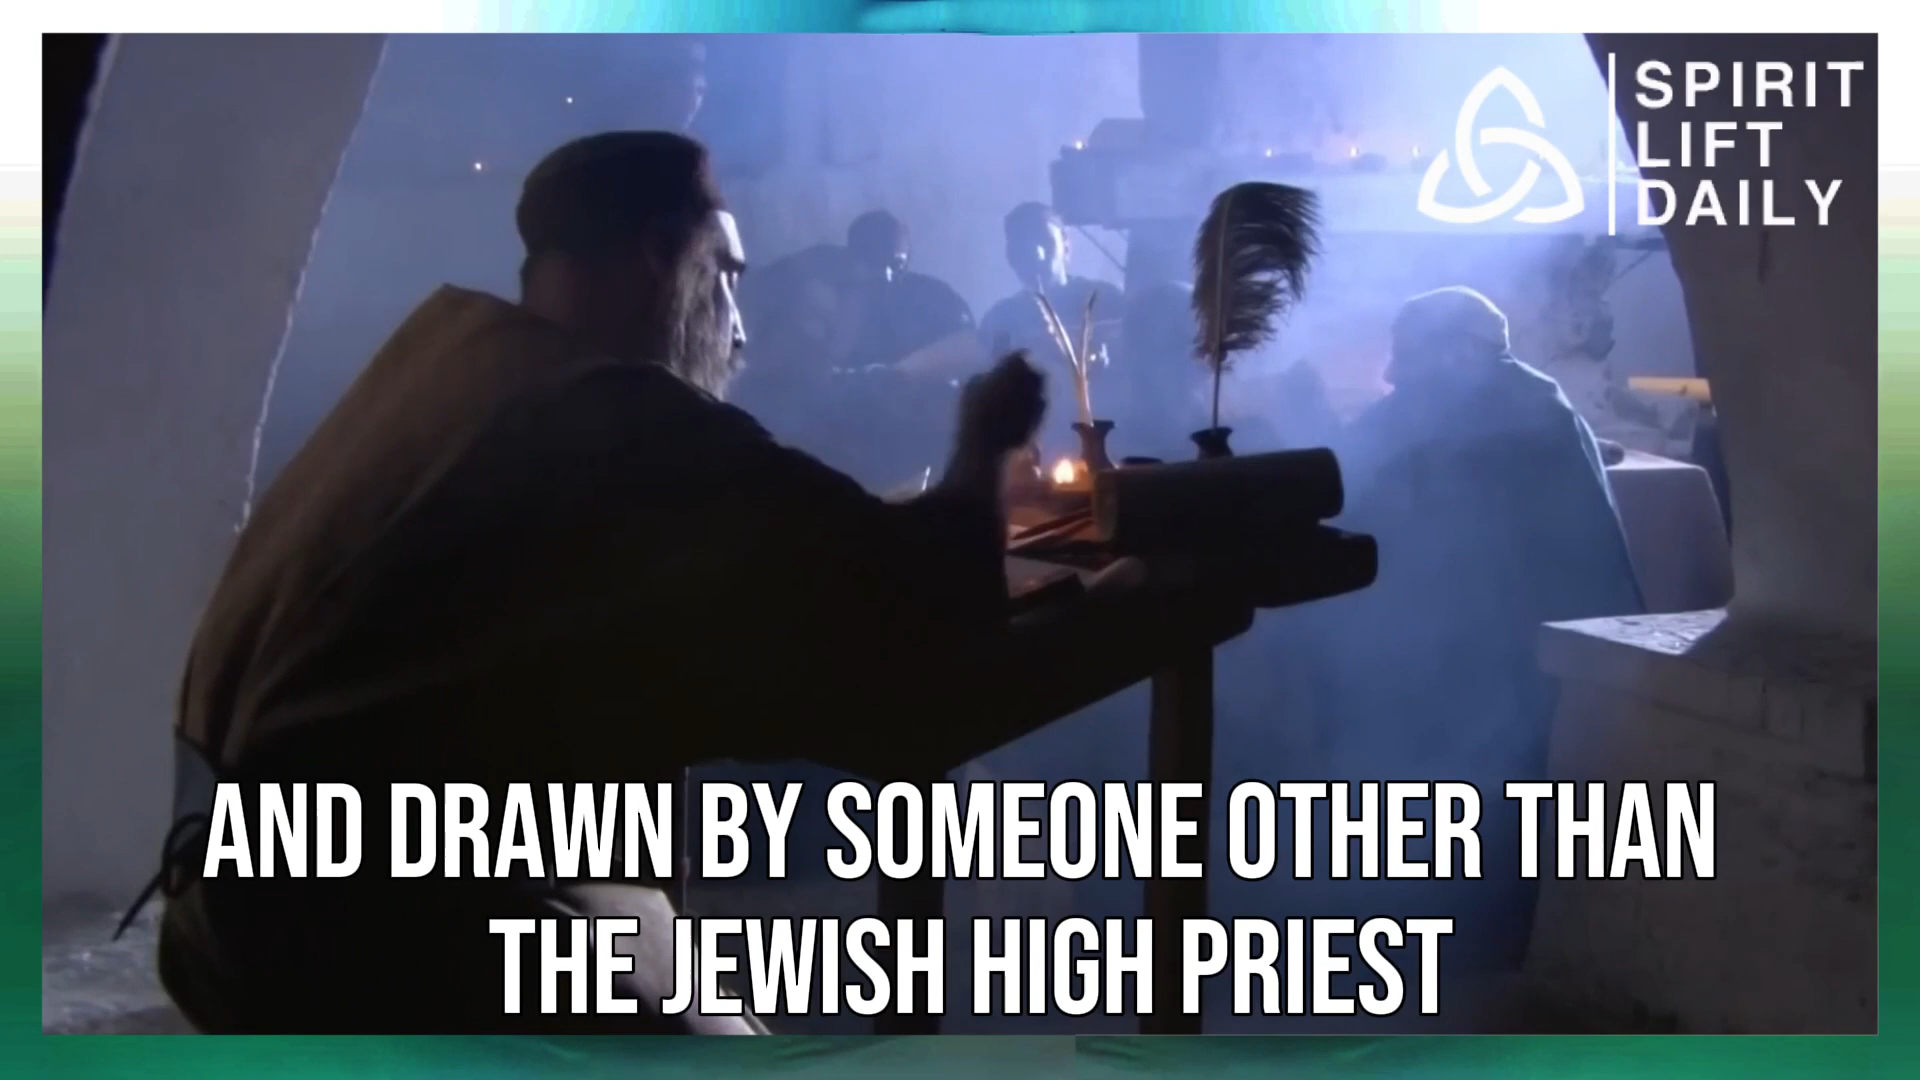 SPIRIT
LIFT
DAILY
AND DRAWN BY SOMEONE OTHER THAN
THE JEWISH HIGH PRIEST